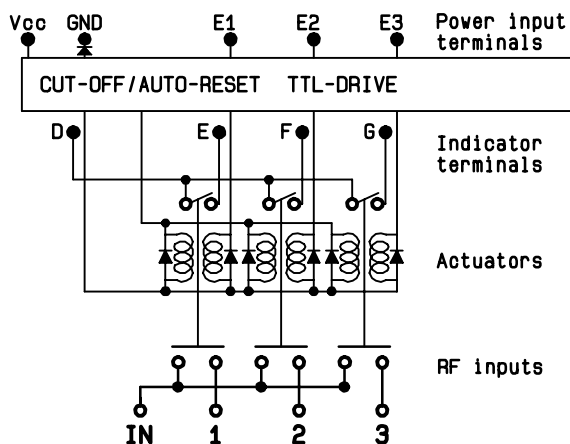 Vcc GND E1 E2 E3 Power input
terminals
CUT-OFF/AUTO-RESET TTL-DRIVE
D E F G Indicator
terminals
Actuators
RF inputs
IN 1 2 3